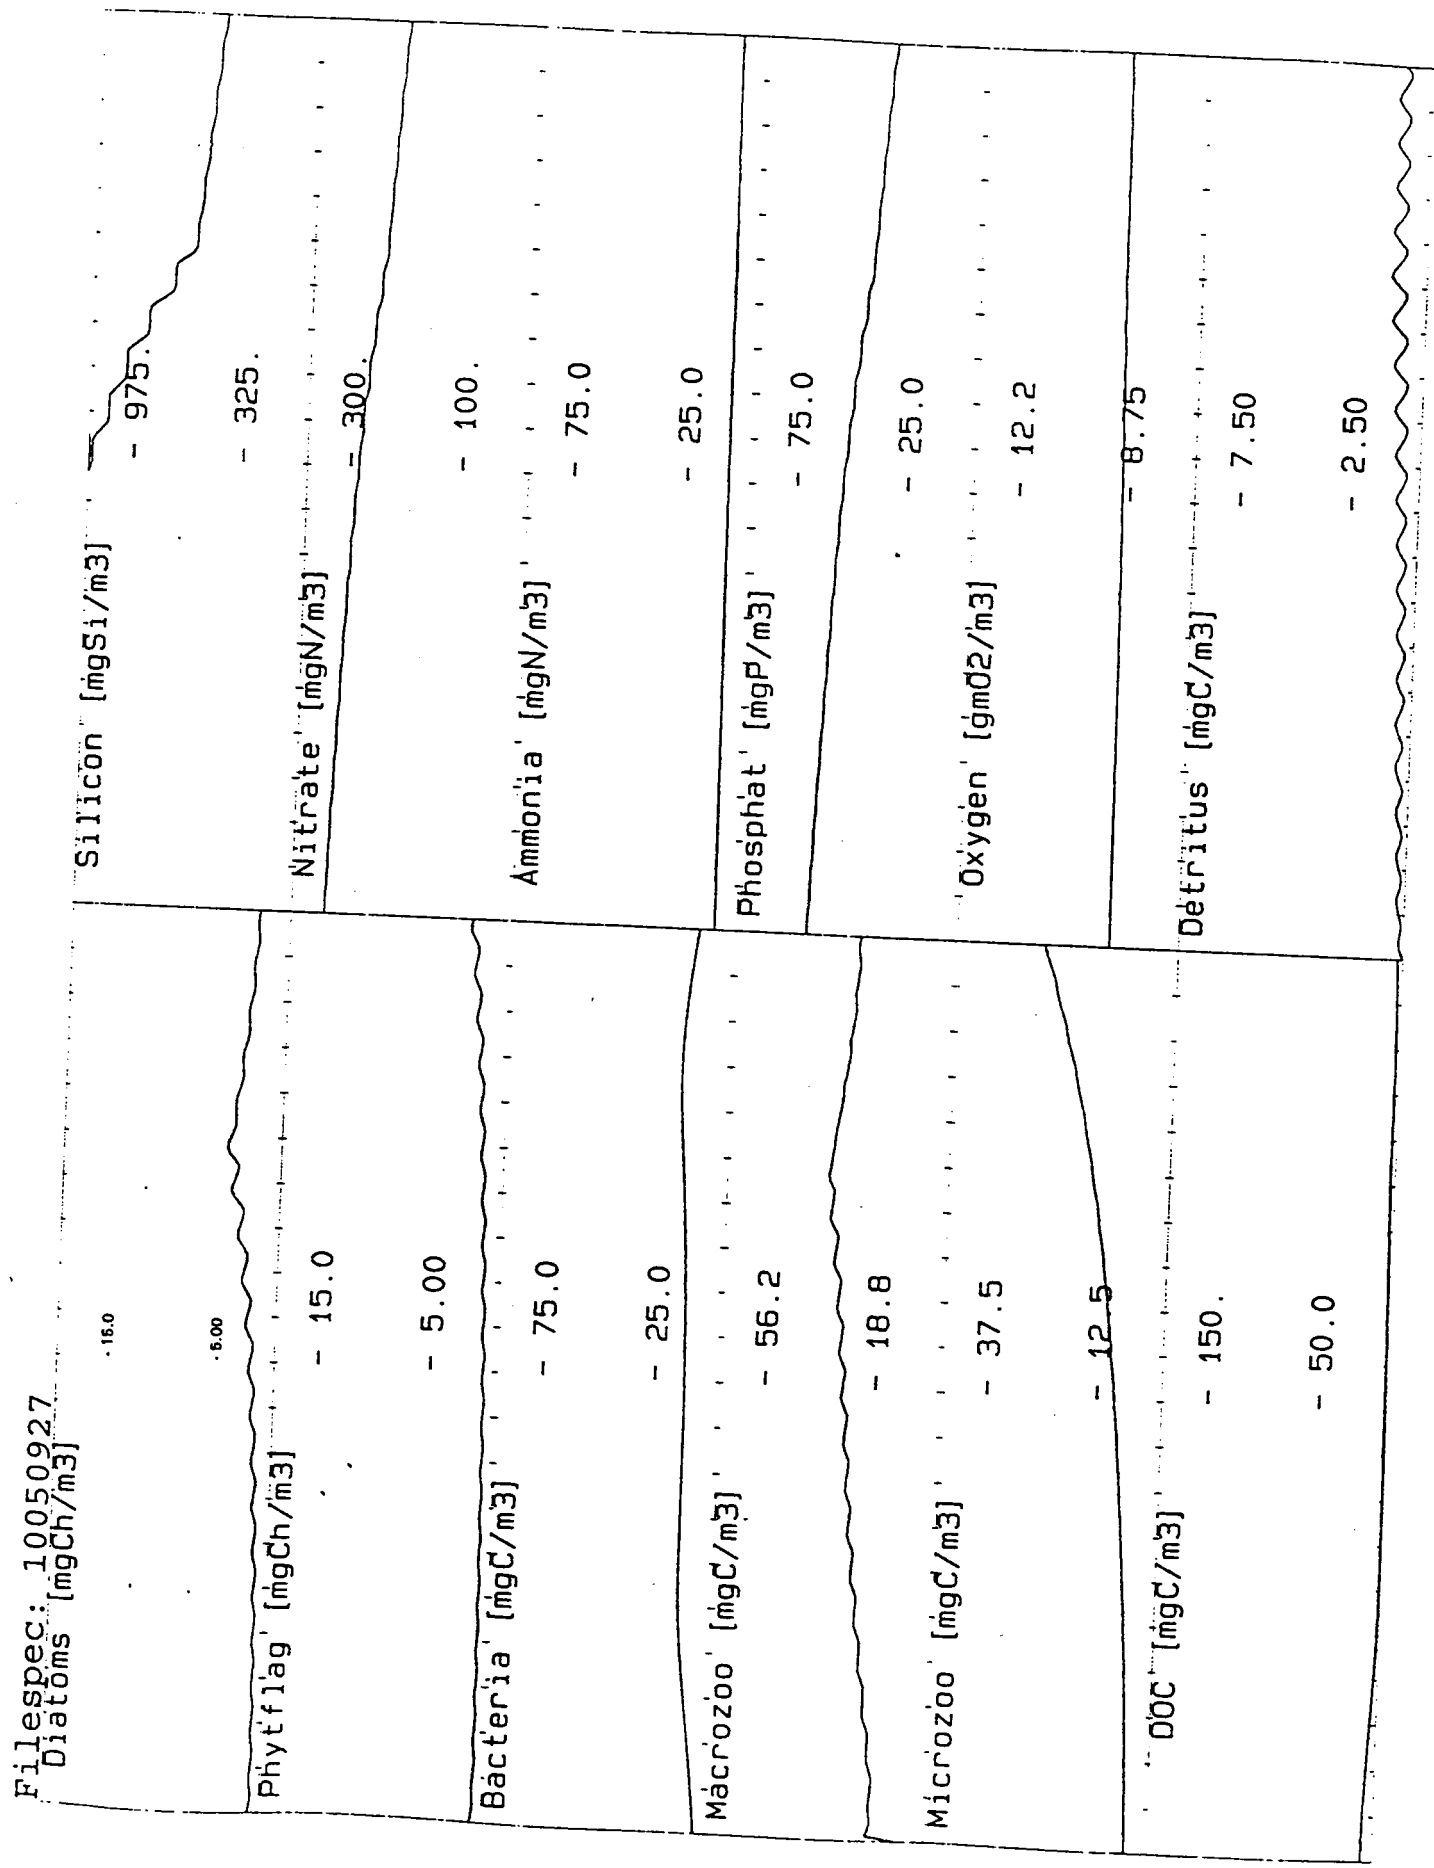 Filespec: 10050927
Diatoms [mgCh/m3]
- 15.0
- 5.00
Phytflag [mgCh/m3]
- 15.0
- 5.00
Bacteria [mgC/m3]
- 75.0
- 25.0
Macrozoo [mgC/m3]
- 56.2
- 18.8
Microzoo [mgC/m3]
- 37.5
- 12.5
DOC [mgC/m3]
- 150.
- 50.0
Silicon [mgSi/m3]
- 975.
- 325.
Nitrate [mgN/m3]
- 300.
- 100.
Ammonia [mgN/m3]
- 75.0
- 25.0
Phosphat [mgP/m3]
- 75.0
- 25.0
Oxygen [gmO2/m3]
- 12.2
- 8.75
Detritus [mgC/m3]
- 7.50
- 2.50